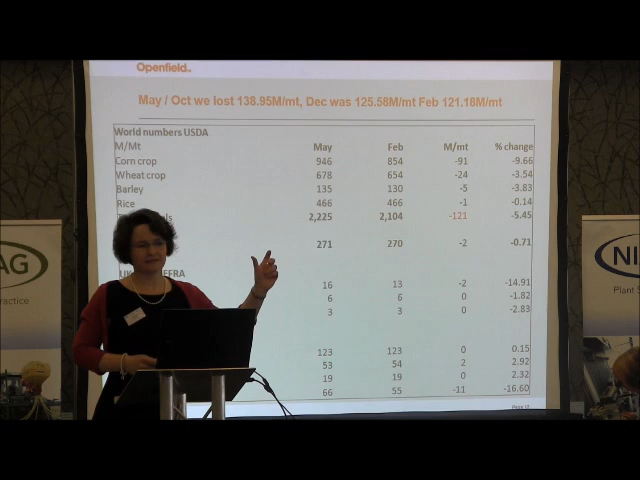 Openfield
May / Oct we lost 138.95M/mt, Dec was 125.58M/mt Feb 121.18M/mt
World numbers USDA
M/Mt May Feb M/mt % change
Corn crop 946 854 -91 -9.66
Wheat crop 678 654 -24 -3.54
Barley 135 130 -5 -3.83
Rice 466 466 -1 -0.14
2,225 2,104 -121 -5.45
271 270 -2 -0.71
16 13 -2 -14.91
6 6 0 -1.82
3 3 0 -2.83
123 123 0 0.15
53 54 2 2.92
19 19 0 2.32
66 55 -11 -16.60
AG
ractice
NI
Plant S